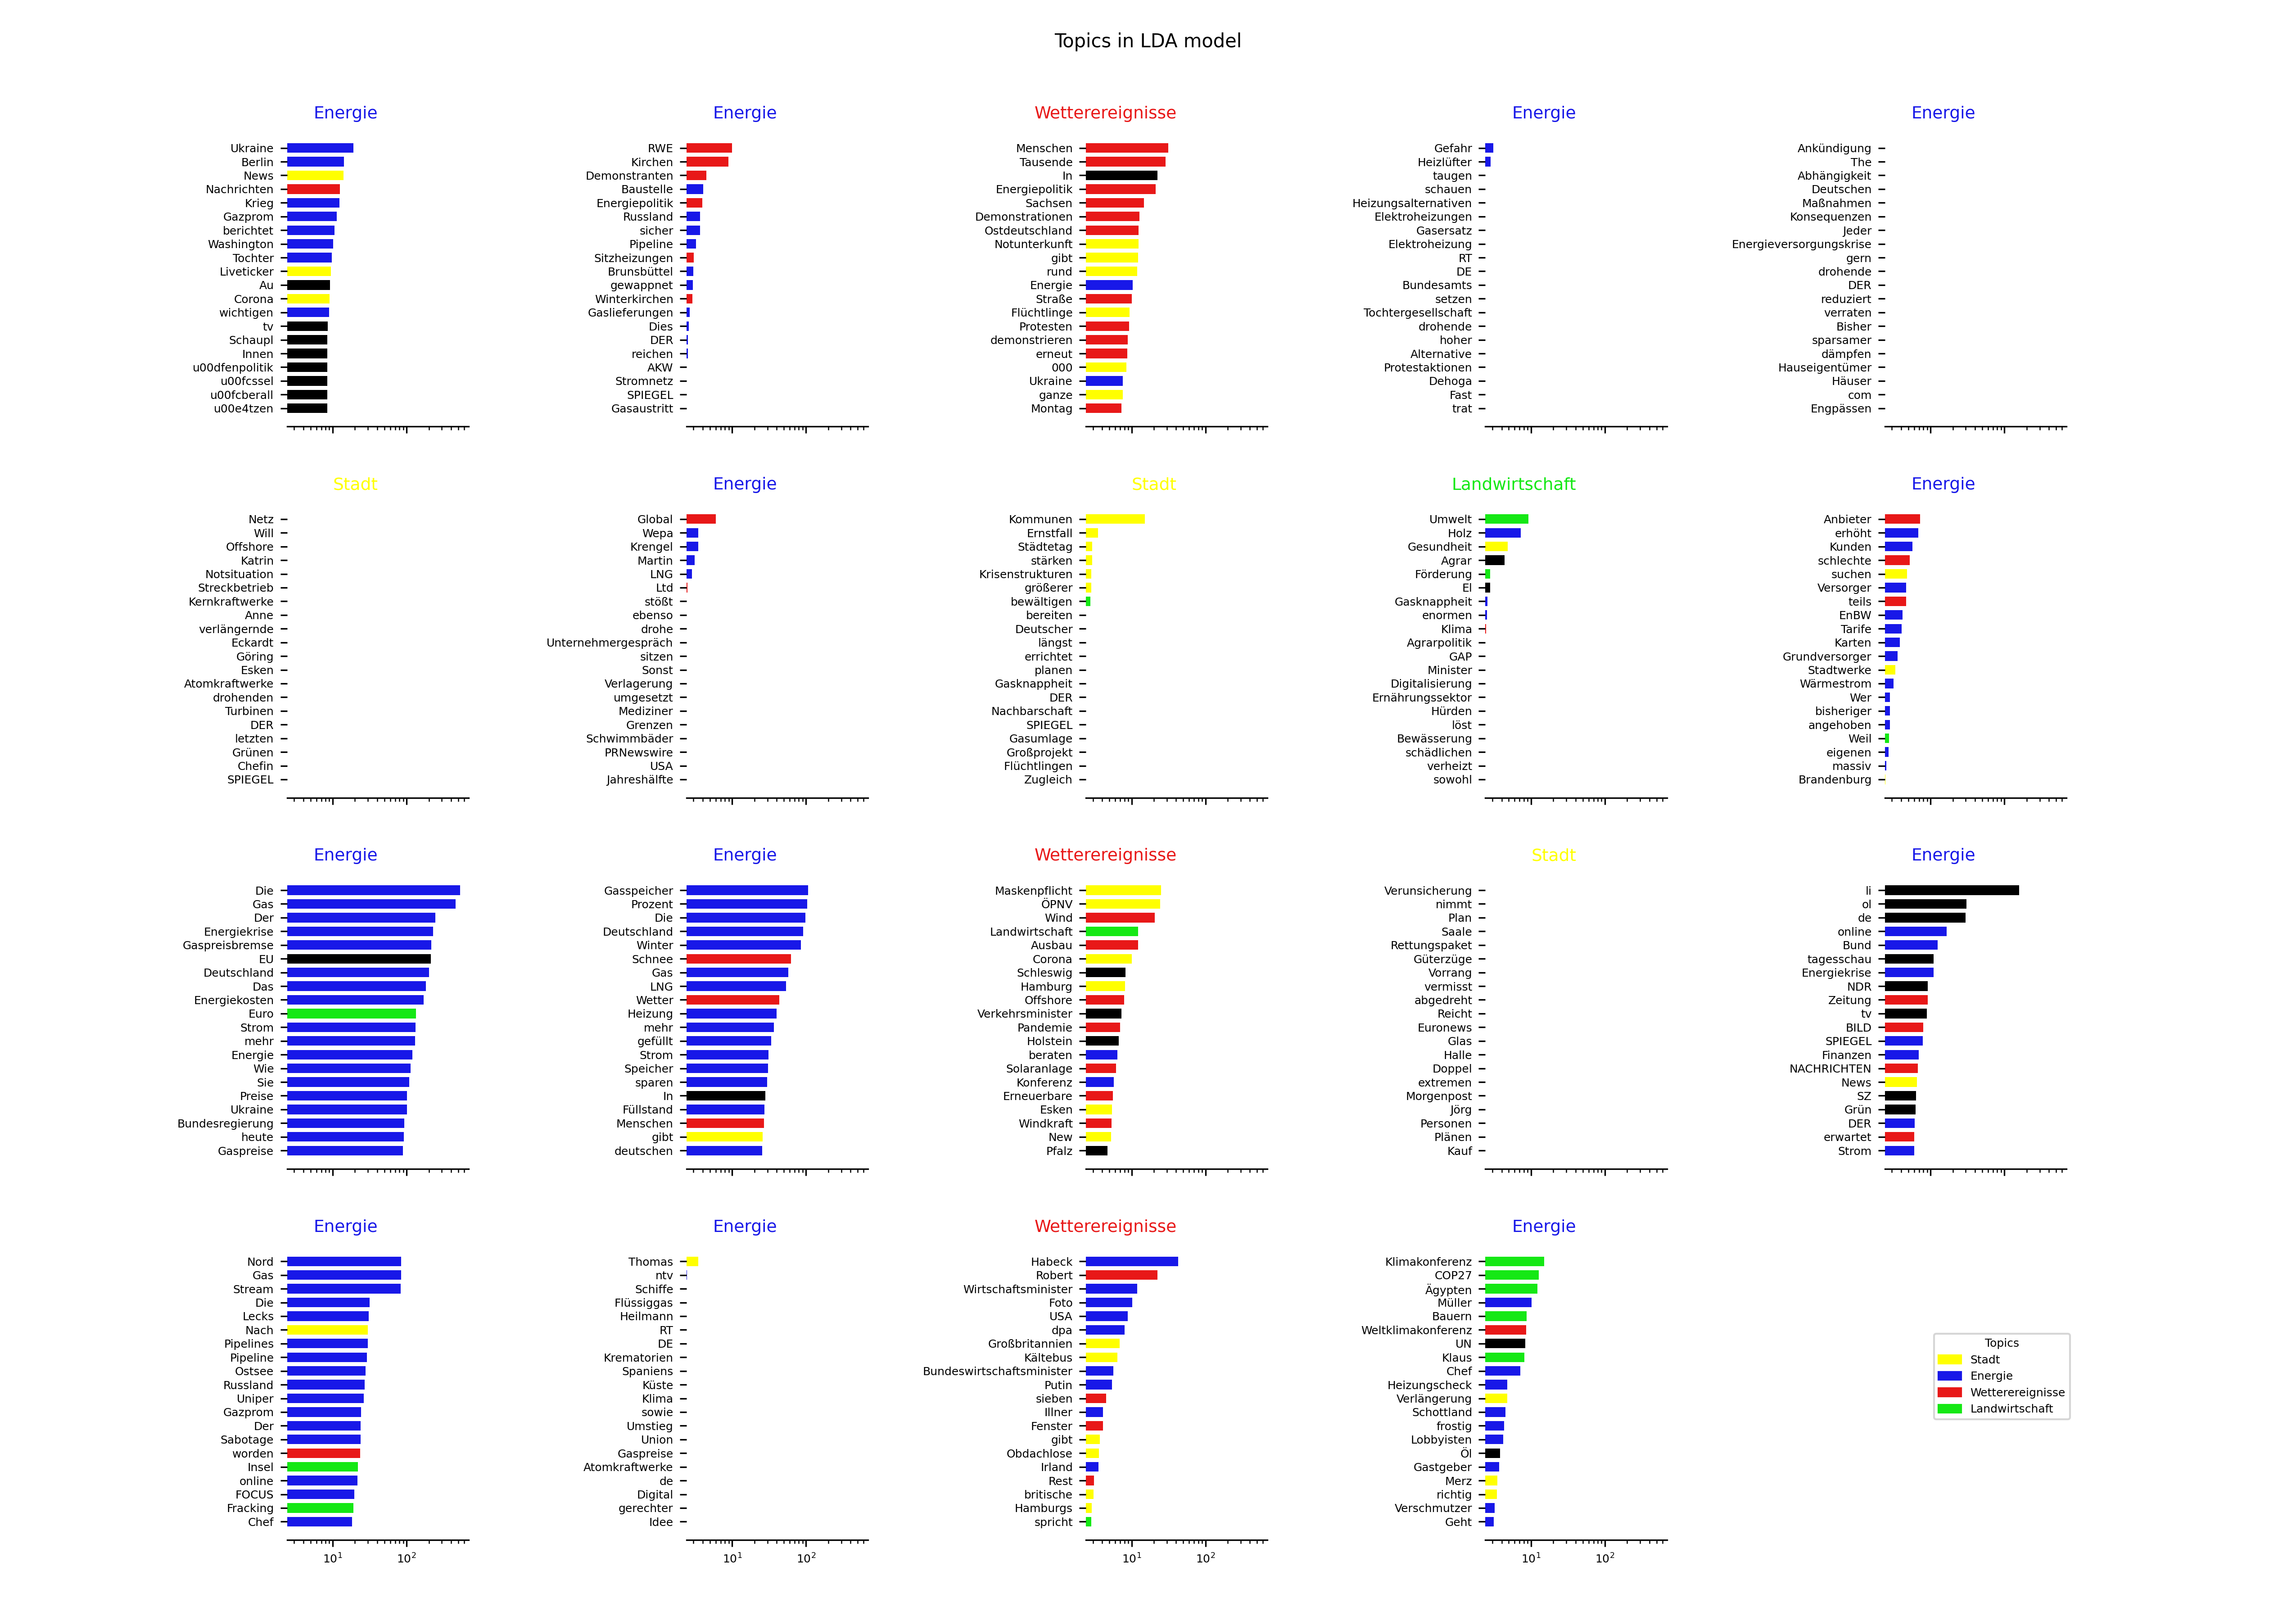 Topics in LDA model
Energie
Ukraine
Berlin
News
Nachrichten
Krieg
Gazprom
berichtet
Washington
Tochter
Liveticker
Au
Corona
wichtigen
tv
Schaupl
Innen
u00dfenpolitik
u00fcssel
u00fcberall
u00e4tzen
Energie
RWE
Kirchen
Demonstranten
Baustelle
Energiepolitik
Russland
sicher
Pipeline
Sitzheizungen
Brunsbüttel
gewappnet
Winterkirchen
Gaslieferungen
Dies
DER
reichen
AKW
Stromnetz
SPIEGEL
Gasaustritt
Wetterereignisse
Menschen
Tausende
In
Energiepolitik
Sachsen
Demonstrationen
Ostdeutschland
Notunterkunft
gibt
rund
Energie
Straße
Flüchtlinge
Protesten
demonstrieren
erneut
000
Ukraine
ganze
Montag
Energie
Gefahr
Heizlüfter
taugen
schauen
Heizungsalternativen
Elektroheizungen
Gasersatz
Elektroheizung
RT
DE
Bundesamts
setzen
Tochtergesellschaft
drohende
hoher
Alternative
Protestaktionen
Dehoga
Fast
trat
Energie
Ankündigung
The
Abhängigkeit
Deutschen
Maßnahmen
Konsequenzen
Jeder
Energieversorgungskrise
gern
drohende
DER
reduziert
verraten
Bisher
sparsamer
dämpfen
Hauseigentümer
Häuser
com
Engpässen
Stadt
Netz
Will
Offshore
Katrin
Notsituation
Streckbetrieb
Kernkraftwerke
Anne
verlängernde
Eckardt
Göring
Esken
Atomkraftwerke
drohenden
Turbinen
DER
letzten
Grünen
Chefin
SPIEGEL
Energie
Global
Wepa
Krengel
Martin
LNG
Ltd
stößt
ebenso
drohe
Unternehmergespräch
sitzen
Sonst
Verlagerung
umgesetzt
Mediziner
Grenzen
Schwimmbäder
PRNewswire
USA
Jahreshälfte
Stadt
Kommunen
Ernstfall
Städtetag
stärken
Krisenstrukturen
größerer
bewältigen
bereiten
Deutscher
längst
errichtet
planen
Gasknappheit
DER
Nachbarschaft
SPIEGEL
Gasumlage
Großprojekt
Flüchtlingen
Zugleich
Landwirtschaft
Umwelt
Holz
Gesundheit
Agrar
Förderung
El
Gasknappheit
enormen
Klima
Agrarpolitik
GAP
Minister
Digitalisierung
Ernährungssektor
Hürden
löst
Bewässerung
schädlichen
verheizt
sowohl
Energie
Anbieter
erhöht
Kunden
schlechte
suchen
Versorger
teils
EnBW
Tarife
Karten
Grundversorger
Stadtwerke
Wärmestrom
Wer
bisheriger
angehoben
Weil
eigenen
massiv
Brandenburg
Energie
Die
Gas
Der
Energiekrise
Gaspreisbremse
EU
Deutschland
Das
Energiekosten
Euro
Strom
mehr
Energie
Wie
Sie
Preise
Ukraine
Bundesregierung
heute
Gaspreise
Energie
Gasspeicher
Prozent
Die
Deutschland
Winter
Schnee
Gas
LNG
Wetter
Heizung
mehr
gefüllt
Strom
Speicher
sparen
In
Füllstand
Menschen
gibt
deutschen
Wetterereignisse
Maskenpflicht
ÖPNV
Wind
Landwirtschaft
Ausbau
Corona
Schleswig
Hamburg
Offshore
Verkehrsminister
Pandemie
Holstein
beraten
Solaranlage
Konferenz
Erneuerbare
Esken
Windkraft
New
Pfalz
Stadt
Verunsicherung
nimmt
Plan
Saale
Rettungspaket
Güterzüge
Vorrang
vermisst
abgedreht
Reicht
Euronews
Glas
Halle
Doppel
extremen
Morgenpost
Jörg
Personen
Plänen
Kauf
Energie
li
ol
de
online
Bund
tagesschau
Energiekrise
NDR
Zeitung
tv
BILD
SPIEGEL
Finanzen
NACHRICHTEN
News
SZ
Grün
DER
erwartet
Strom
Energie
Nord
Gas
Stream
Die
Lecks
Nach
Pipelines
Pipeline
Ostsee
Russland
Uniper
Gazprom
Der
Sabotage
worden
Insel
online
FOCUS
Fracking
Chef
10¹ 10²
Energie
Thomas
ntv
Schiffe
Flüssiggas
Heilmann
RT
DE
Krematorien
Spaniens
Küste
Klima
sowie
Umstieg
Union
Gaspreise
Atomkraftwerke
de
Digital
gerechter
Idee
10¹ 10²
Wetterereignisse
Habeck
Robert
Wirtschaftsminister
Foto
USA
dpa
Großbritannien
Kältebus
Bundeswirtschaftsminister
Putin
sieben
Illner
Fenster
gibt
Obdachlose
Irland
Rest
britische
Hamburgs
spricht
10¹ 10²
Energie
Klimakonferenz
COP27
Ägypten
Müller
Bauern
Weltklimakonferenz
UN
Klaus
Chef
Heizungscheck
Verlängerung
Schottland
frostig
Lobbyisten
Öl
Gastgeber
Merz
richtig
Verschmutzer
Geht
10¹ 10²
Topics
Stadt
Energie
Wetterereignisse
Landwirtschaft